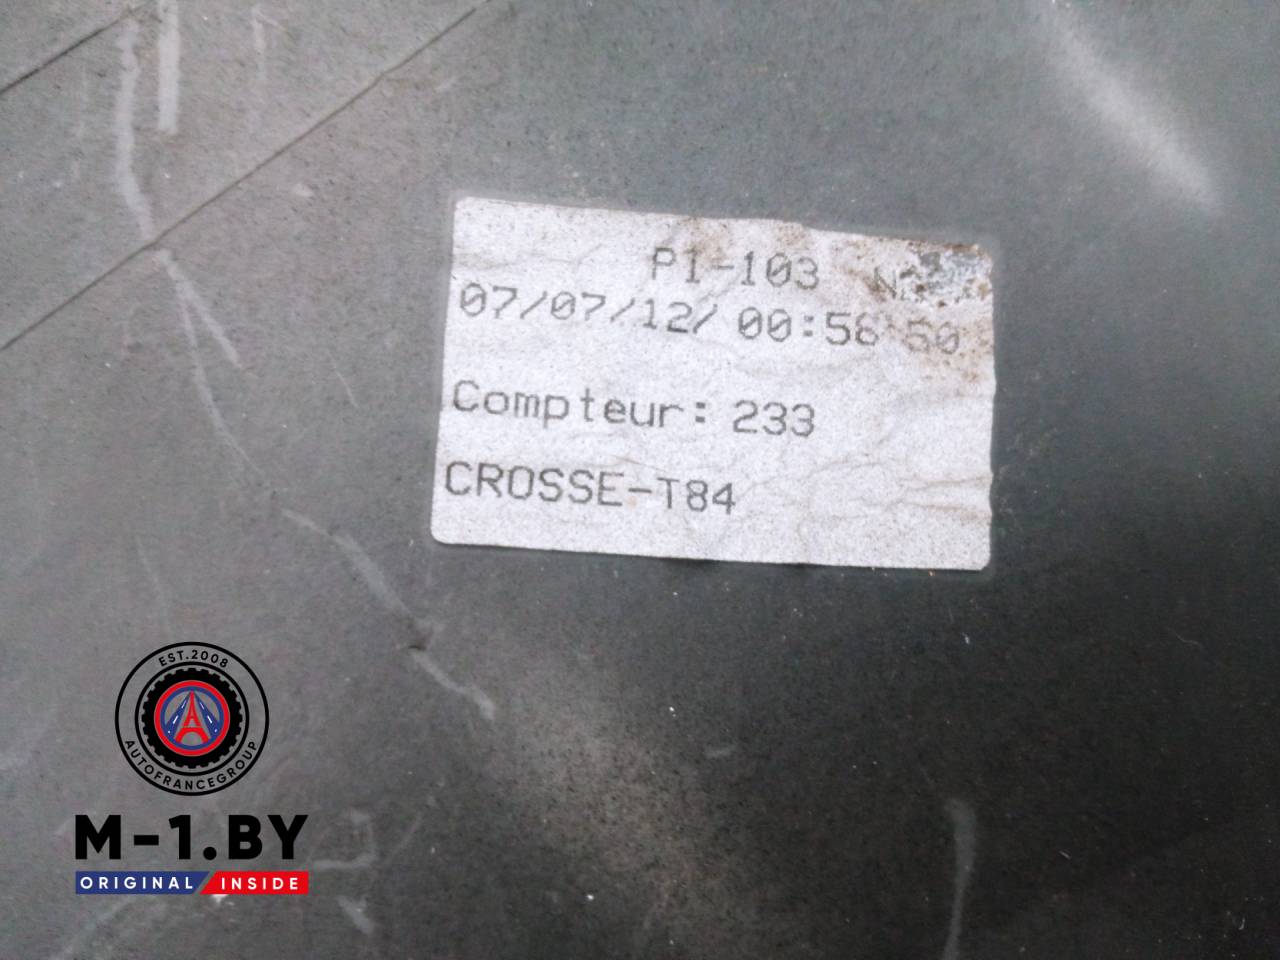 P1-103
07/07/12/ 00:56:50
Compteur: 233
CROSSE-T84
EST.2008
AUTOFRANCEGROUP
M-1.BY
ORIGINAL INSIDE